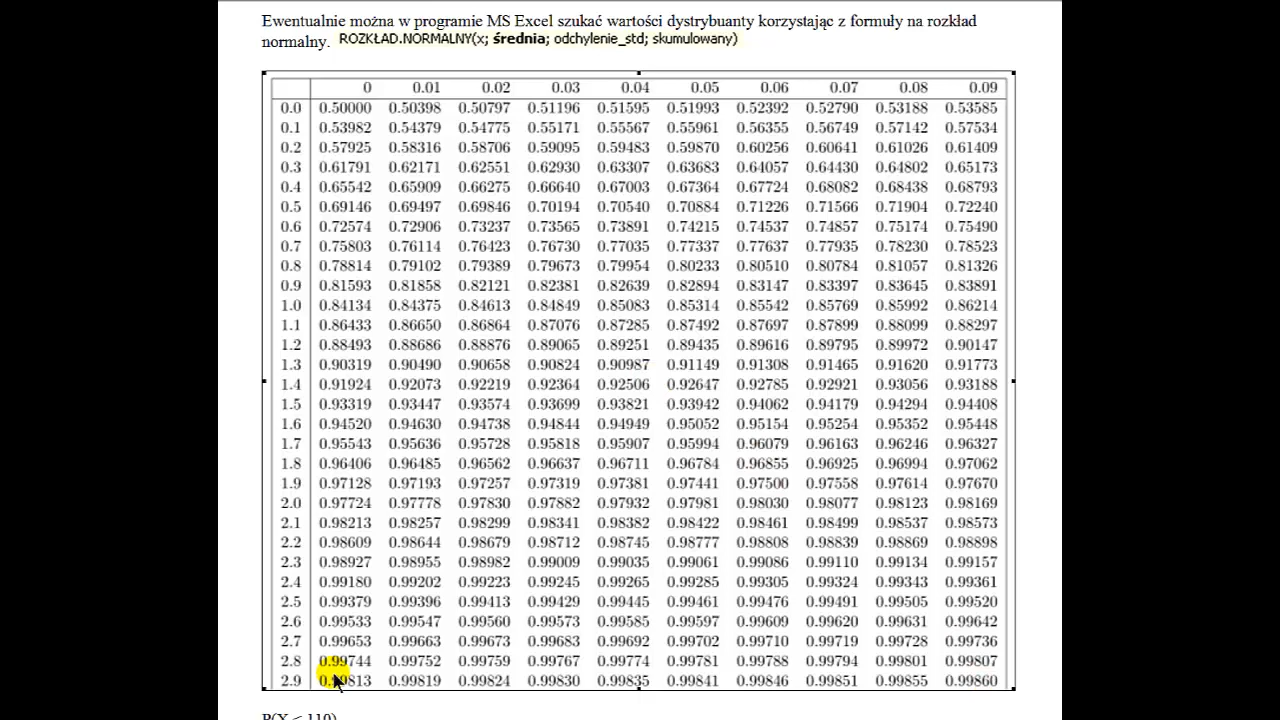 Ewentualnie można w programie MS Excel szukać wartości dystrybuanty korzystając z formuły na rozkład
normalny. ROZKŁAD.NORMALNY(x; średnia; odchylenie_std; skumulowany)
0 0.01 0.02 0.03 0.04 0.05 0.06 0.07 0.08 0.09
0.0 0.50000 0.50398 0.50797 0.51196 0.51595 0.51993 0.52392 0.52790 0.53188 0.53585
0.1 0.53982 0.54379 0.54775 0.55171 0.55567 0.55961 0.56355 0.56749 0.57142 0.57534
0.2 0.57925 0.58316 0.58706 0.59095 0.59483 0.59870 0.60256 0.60641 0.61026 0.61409
0.3 0.61791 0.62171 0.62551 0.62930 0.63307 0.63683 0.64057 0.64430 0.64802 0.65173
0.4 0.65542 0.65909 0.66275 0.66640 0.67003 0.67364 0.67724 0.68082 0.68438 0.68793
0.5 0.69146 0.69497 0.69846 0.70194 0.70540 0.70884 0.71226 0.71566 0.71904 0.72240
0.6 0.72574 0.72906 0.73237 0.73565 0.73891 0.74215 0.74537 0.74857 0.75174 0.75490
0.7 0.75803 0.76114 0.76423 0.76730 0.77035 0.77337 0.77637 0.77935 0.78230 0.78523
0.8 0.78814 0.79102 0.79389 0.79673 0.79954 0.80233 0.80510 0.80784 0.81057 0.81326
0.9 0.81593 0.81858 0.82121 0.82381 0.82639 0.82894 0.83147 0.83397 0.83645 0.83891
1.0 0.84134 0.84375 0.84613 0.84849 0.85083 0.85314 0.85542 0.85769 0.85992 0.86214
1.1 0.86433 0.86650 0.86864 0.87076 0.87285 0.87492 0.87697 0.87899 0.88099 0.88297
1.2 0.88493 0.88686 0.88876 0.89065 0.89251 0.89435 0.89616 0.89795 0.89972 0.90147
1.3 0.90319 0.90490 0.90658 0.90824 0.90987 0.91149 0.91308 0.91465 0.91620 0.91773
1.4 0.91924 0.92073 0.92219 0.92364 0.92506 0.92647 0.92785 0.92921 0.93056 0.93188
1.5 0.93319 0.93447 0.93574 0.93699 0.93821 0.93942 0.94062 0.94179 0.94294 0.94408
1.6 0.94520 0.94630 0.94738 0.94844 0.94949 0.95052 0.95154 0.95254 0.95352 0.95448
1.7 0.95543 0.95636 0.95728 0.95818 0.95907 0.95994 0.96079 0.96163 0.96246 0.96327
1.8 0.96406 0.96485 0.96562 0.96637 0.96711 0.96784 0.96855 0.96925 0.96994 0.97062
1.9 0.97128 0.97193 0.97257 0.97319 0.97381 0.97441 0.97500 0.97558 0.97614 0.97670
2.0 0.97724 0.97778 0.97830 0.97882 0.97932 0.97981 0.98030 0.98077 0.98123 0.98169
2.1 0.98213 0.98257 0.98299 0.98341 0.98382 0.98422 0.98461 0.98499 0.98537 0.98573
2.2 0.98609 0.98644 0.98679 0.98712 0.98745 0.98777 0.98808 0.98839 0.98869 0.98898
2.3 0.98927 0.98955 0.98982 0.99009 0.99035 0.99061 0.99086 0.99110 0.99134 0.99157
2.4 0.99180 0.99202 0.99223 0.99245 0.99265 0.99285 0.99305 0.99324 0.99343 0.99361
2.5 0.99379 0.99396 0.99413 0.99429 0.99445 0.99461 0.99476 0.99491 0.99505 0.99520
2.6 0.99533 0.99547 0.99560 0.99573 0.99585 0.99597 0.99609 0.99620 0.99631 0.99642
2.7 0.99653 0.99663 0.99673 0.99683 0.99692 0.99702 0.99710 0.99719 0.99728 0.99736
2.8 0.99744 0.99752 0.99759 0.99767 0.99774 0.99781 0.99788 0.99794 0.99801 0.99807
2.9 0.99813 0.99819 0.99824 0.99830 0.99835 0.99841 0.99846 0.99851 0.99855 0.99860